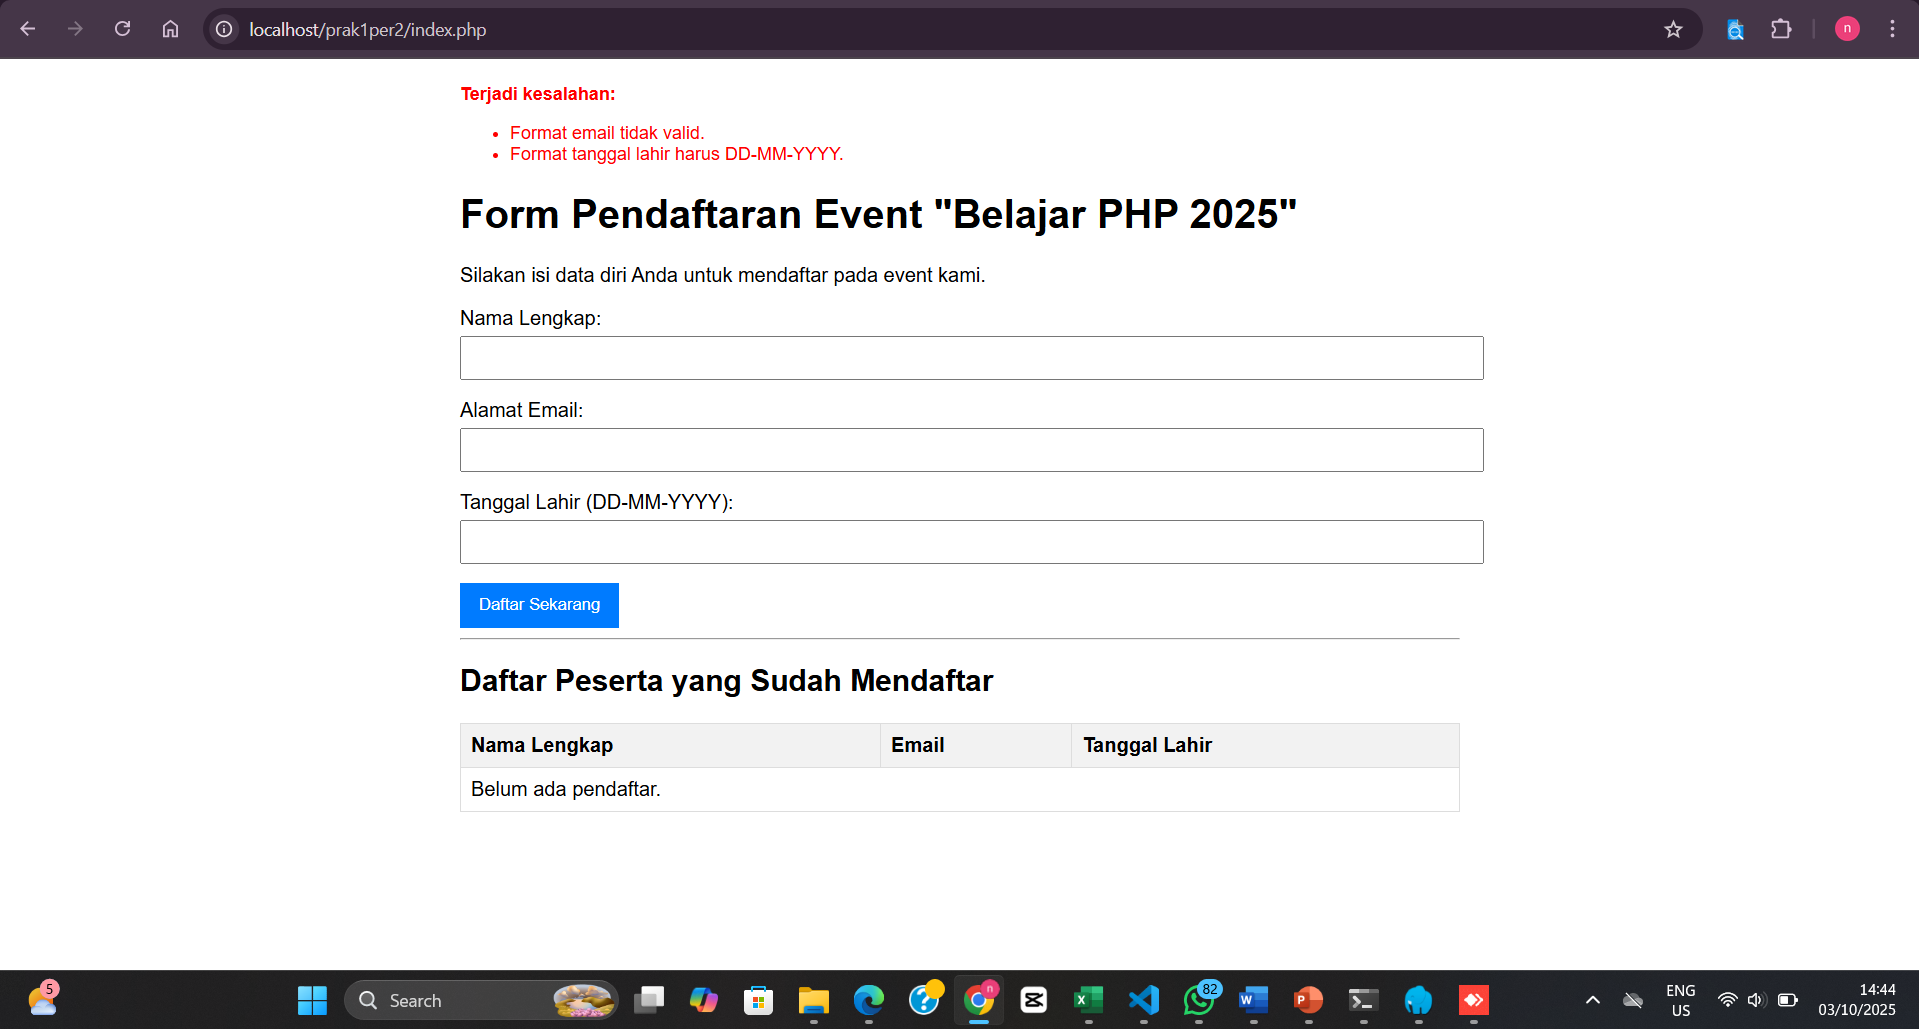 localhost/prak1per2/index.php
n
Terjadi kesalahan:
• Format email tidak valid.
• Format tanggal lahir harus DD-MM-YYYY.
Form Pendaftaran Event "Belajar PHP 2025"
Silakan isi data diri Anda untuk mendaftar pada event kami.
Nama Lengkap:
Alamat Email:
Tanggal Lahir (DD-MM-YYYY):
Daftar Sekarang
Daftar Peserta yang Sudah Mendaftar
Nama Lengkap Email Tanggal Lahir
Belum ada pendaftar.
5
Search
n
82
ENG
US
14:44
03/10/2025